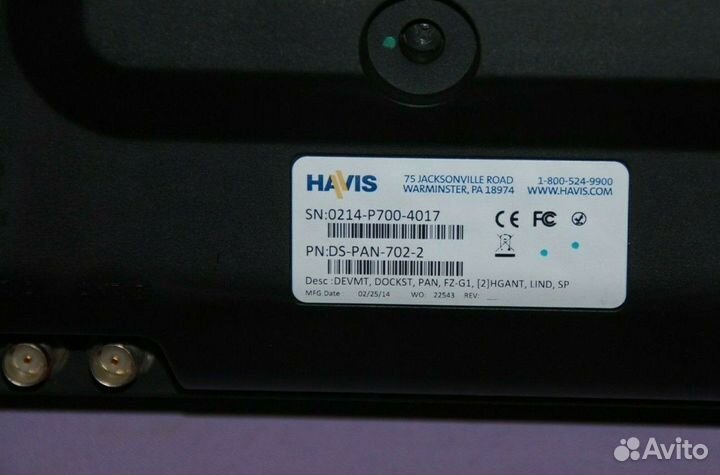 HAVIS
75 JACKSONVILLE ROAD 1-800-524-9900
WARMINSTER, PA 18974 WWW.HAVIS.COM
SN:0214-P700-4017
CE FC
PN:DS-PAN-702-2
Desc :DEVMT, DOCKST, PAN, FZ-G1, [2]HGANT, LIND, SP
MFG Date : 02/25/14 WO: 22543 REV: __
Avito